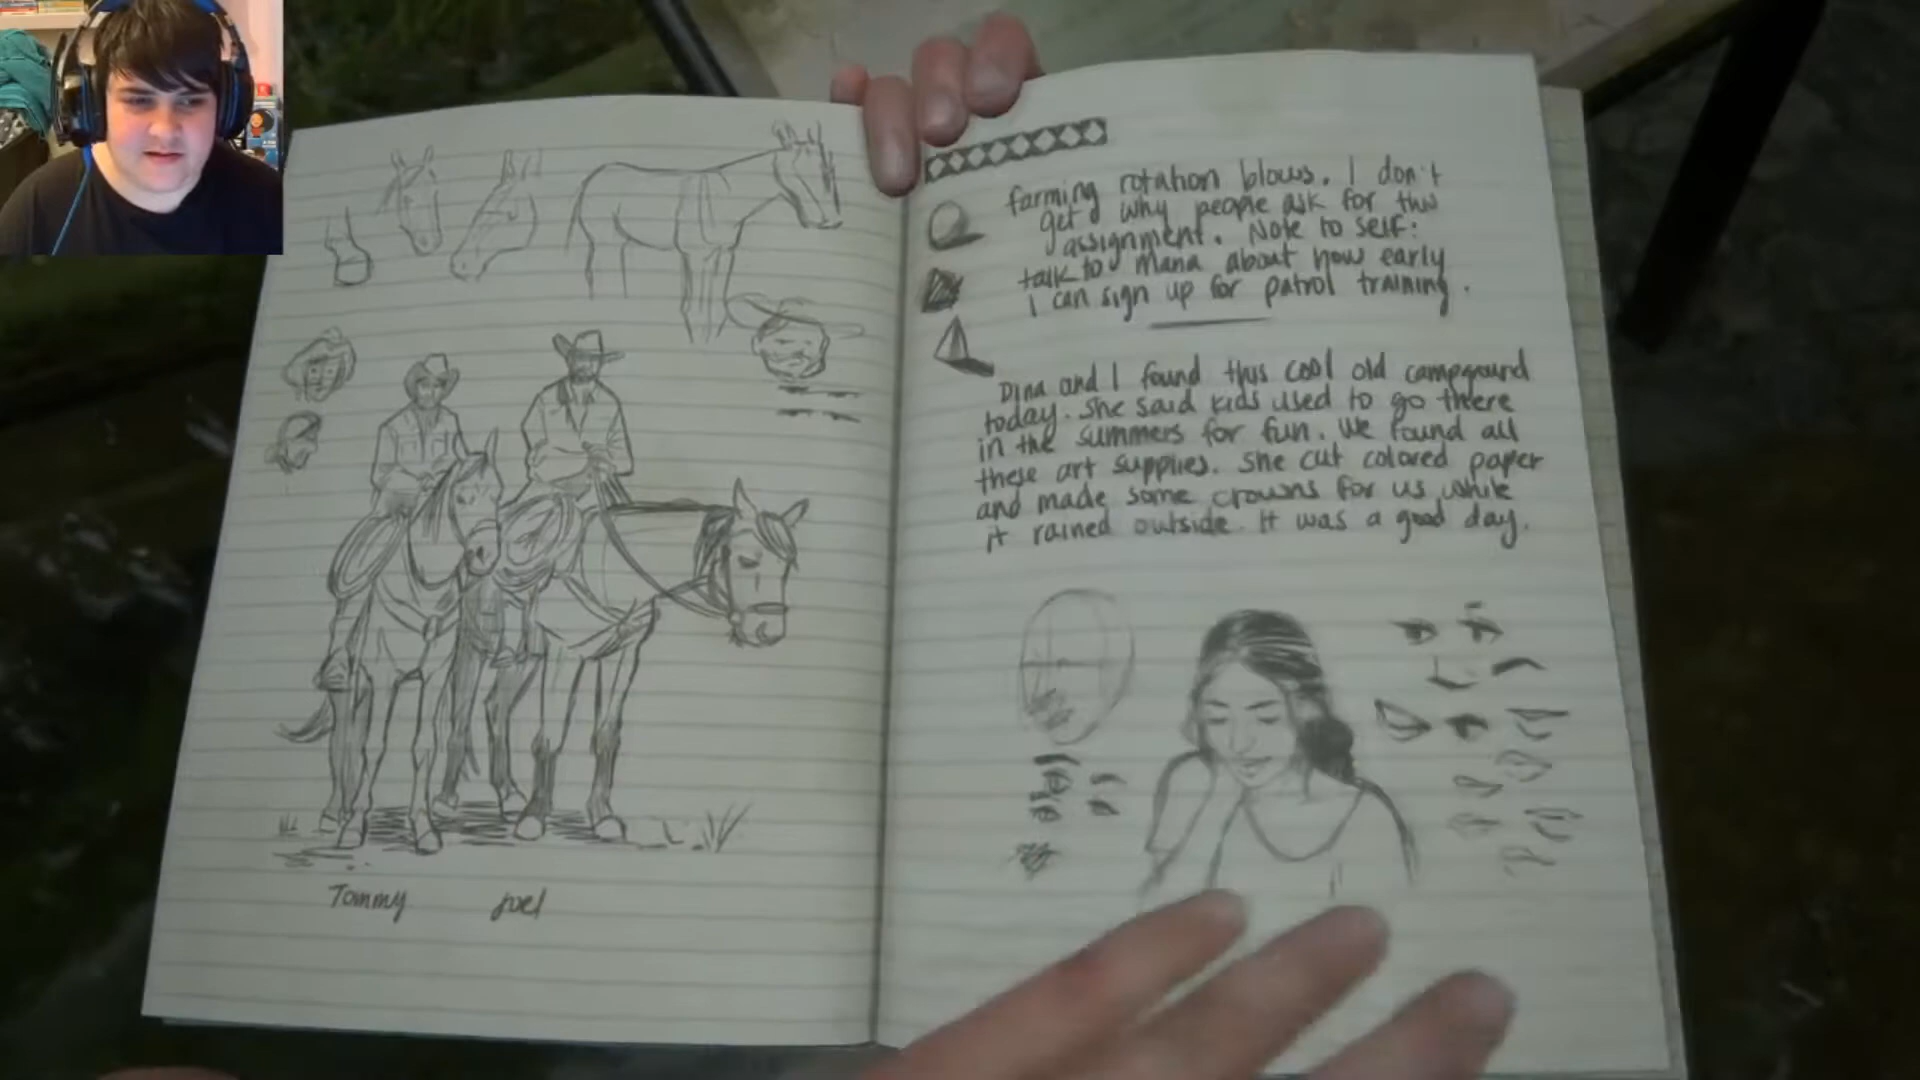 Tommy Joel
farming rotation blows. I don't
get why people ask for this
assignment. Note to self:
talk to Maria about how early
I can sign up for patrol training.
Dina and I found this cool old campground
today. She said kids used to go there
in the summers for fun. We found all
these art supplies. She cut colored paper
and made some crowns for us while
it rained outside. It was a good day.